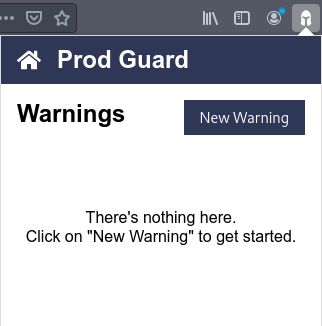 Prod Guard
Warnings
New Warning
There's nothing here.
Click on "New Warning" to get started.